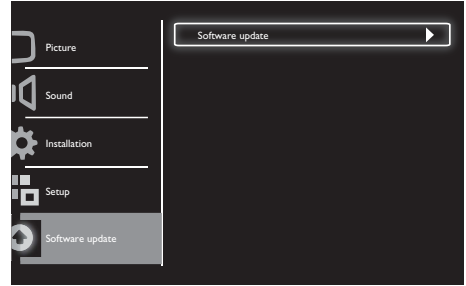 Picture
Sound
Installation
Setup
Software update
Software update